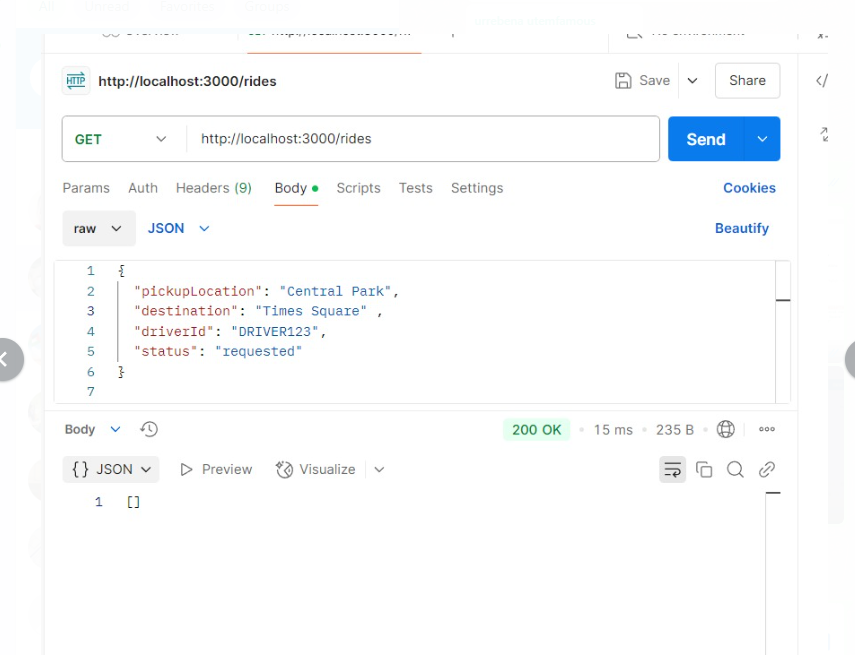 HTTP http://localhost:3000/rides Save Share
GET http://localhost:3000/rides Send
Params Auth Headers (9) Body Scripts Tests Settings Cookies
raw JSON Beautify
1 {
2 "pickupLocation": "Central Park",
3 "destination": "Times Square" ,
4 "driverId": "DRIVER123",
5 "status": "requested"
6 }
7
Body 200 OK 15 ms 235 B
{} JSON Preview Visualize
1 []